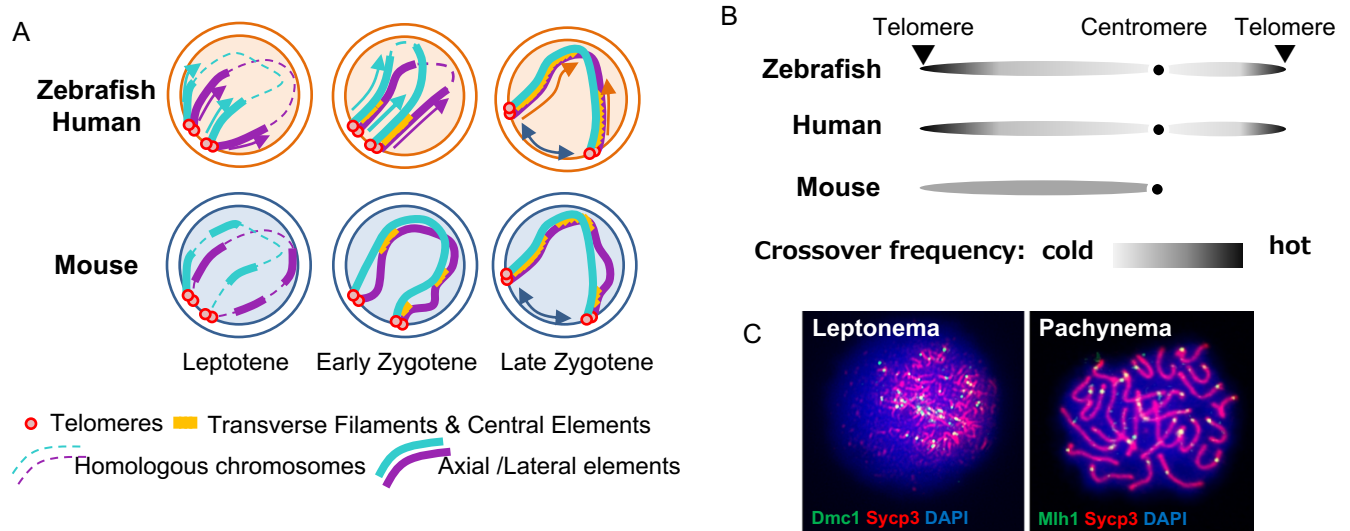 A
Zebrafish
Human
Mouse
Leptotene
Early Zygotene
Late Zygotene
Telomeres
Transverse Filaments & Central Elements
Homologous chromosomes
Axial /Lateral elements
B
Telomere
Centromere
Telomere
Zebrafish
Human
Mouse
Crossover frequency: cold
hot
C
Leptonema
Pachynema
Dmc1 Sycp3 DAPI
Mlh1 Sycp3 DAPI